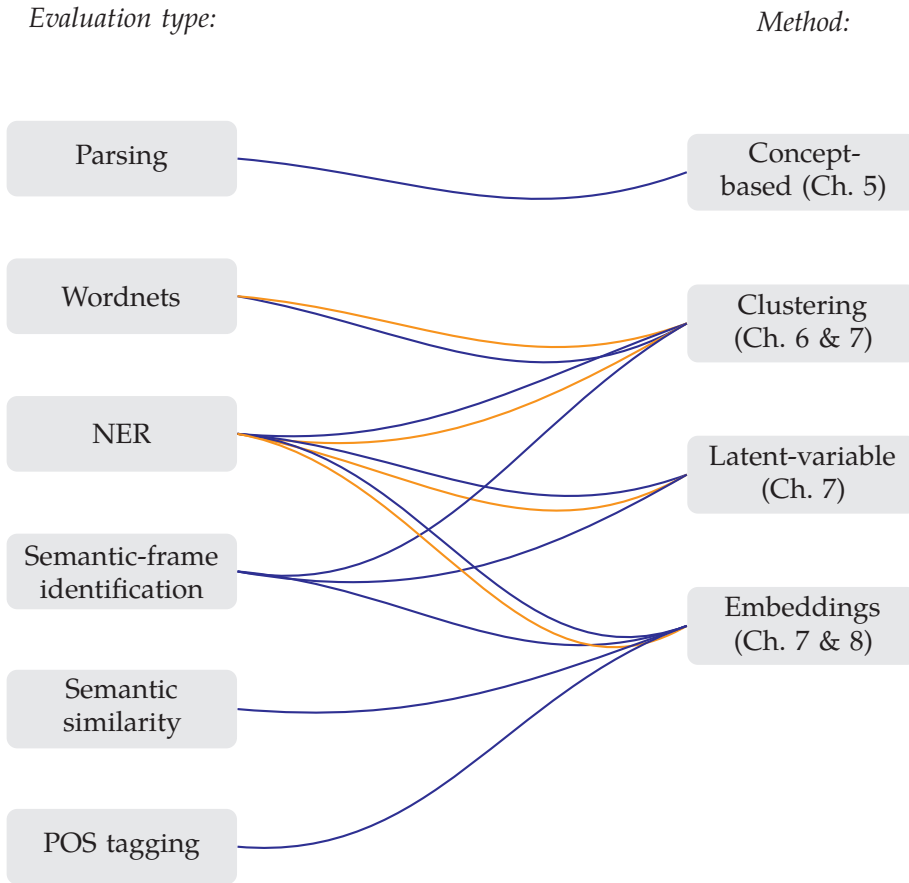 Evaluation type:
Method:
Parsing
Concept-
based (Ch. 5)
Wordnets
Clustering
(Ch. 6 & 7)
NER
Latent-variable
(Ch. 7)
Semantic-frame
identification
Embeddings
(Ch. 7 & 8)
Semantic
similarity
POS tagging